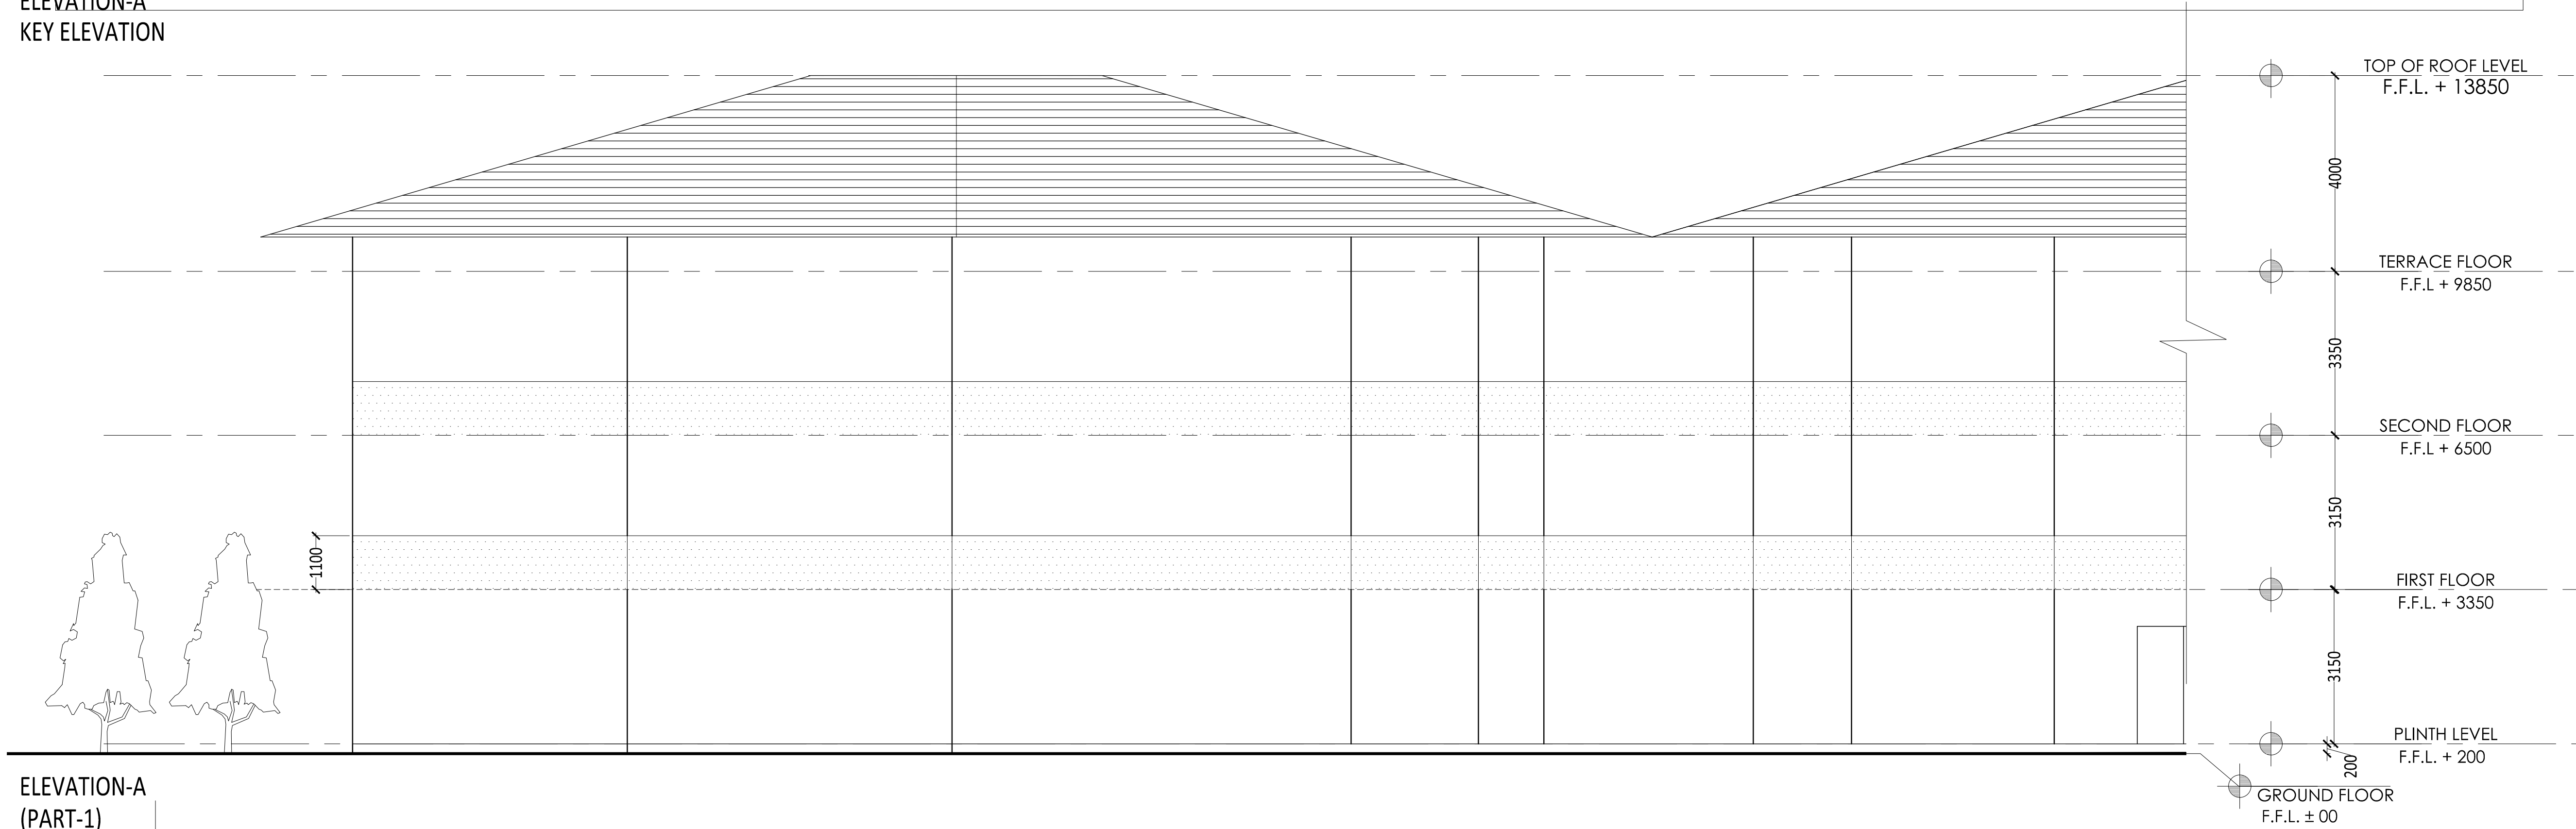 ELEVATION-A
KEY ELEVATION
TOP OF ROOF LEVEL
F.F.L. + 13850
4000
TERRACE FLOOR
F.F.L + 9850
3350
SECOND FLOOR
F.F.L + 6500
3150
1100
FIRST FLOOR
F.F.L. + 3350
3150
PLINTH LEVEL
F.F.L. + 200
200
GROUND FLOOR
F.F.L. ± 00
ELEVATION-A
(PART-1)